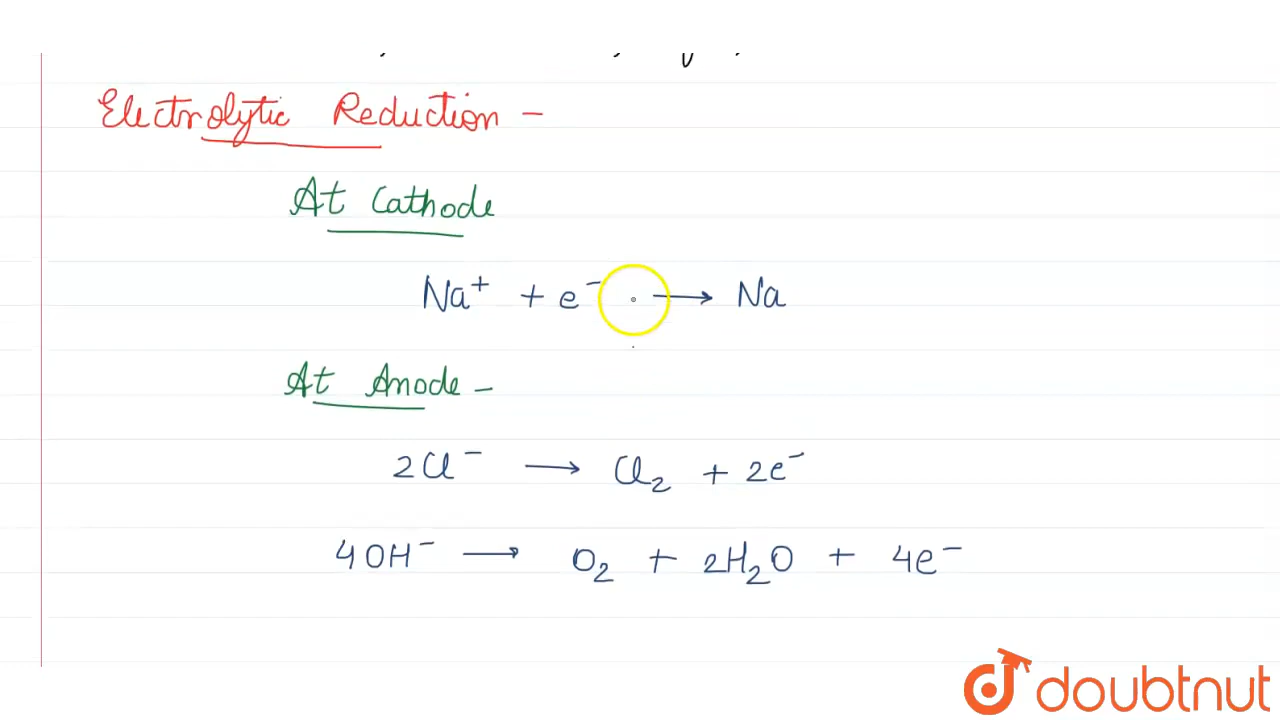 Electrolytic Reduction -
At Cathode
Na⁺ + e⁻ → Na
At Anode -
2Cl⁻ → Cl₂ + 2e⁻
4OH⁻ → O₂ + 2H₂O + 4e⁻
doubtnut